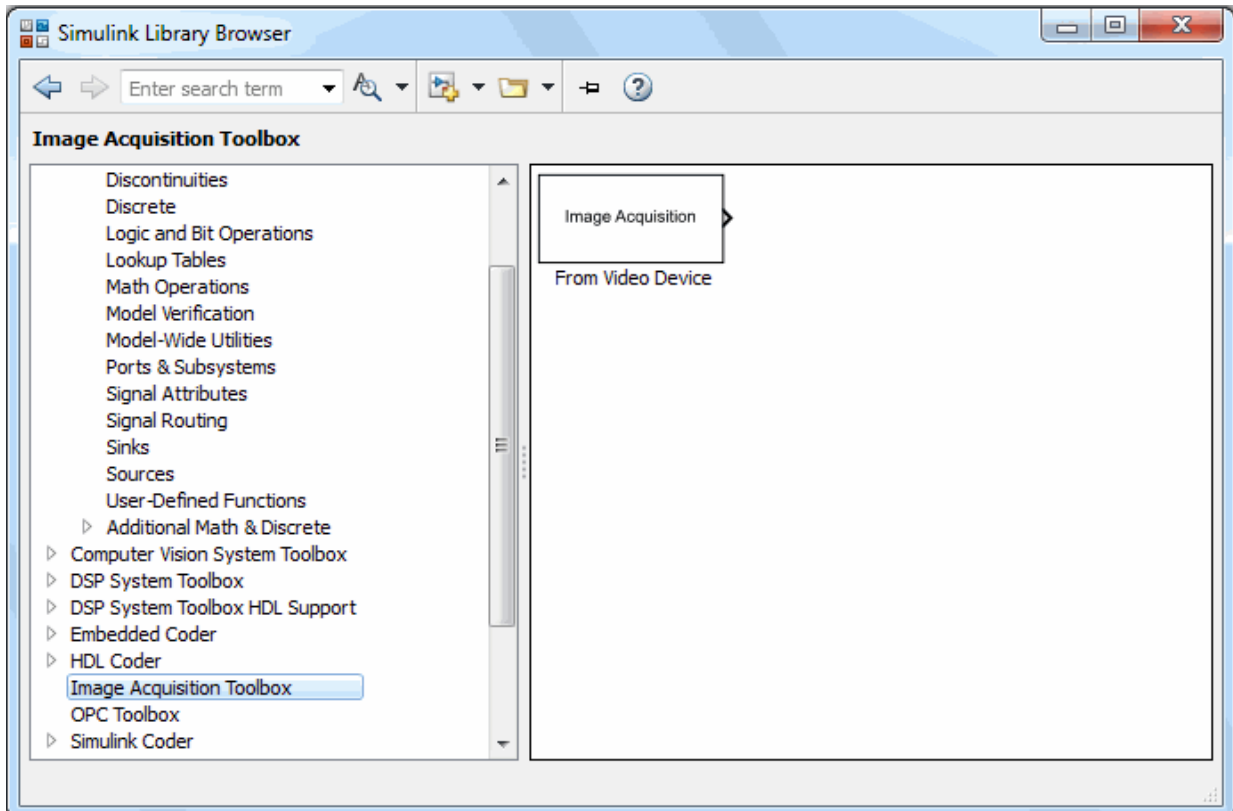 Simulink Library Browser
Enter search term
Image Acquisition Toolbox
Discontinuities
Discrete
Logic and Bit Operations
Lookup Tables
Math Operations
Model Verification
Model-Wide Utilities
Ports & Subsystems
Signal Attributes
Signal Routing
Sinks
Sources
User-Defined Functions
Additional Math & Discrete
Computer Vision System Toolbox
DSP System Toolbox
DSP System Toolbox HDL Support
Embedded Coder
HDL Coder
Image Acquisition Toolbox
OPC Toolbox
Simulink Coder
Image Acquisition
From Video Device